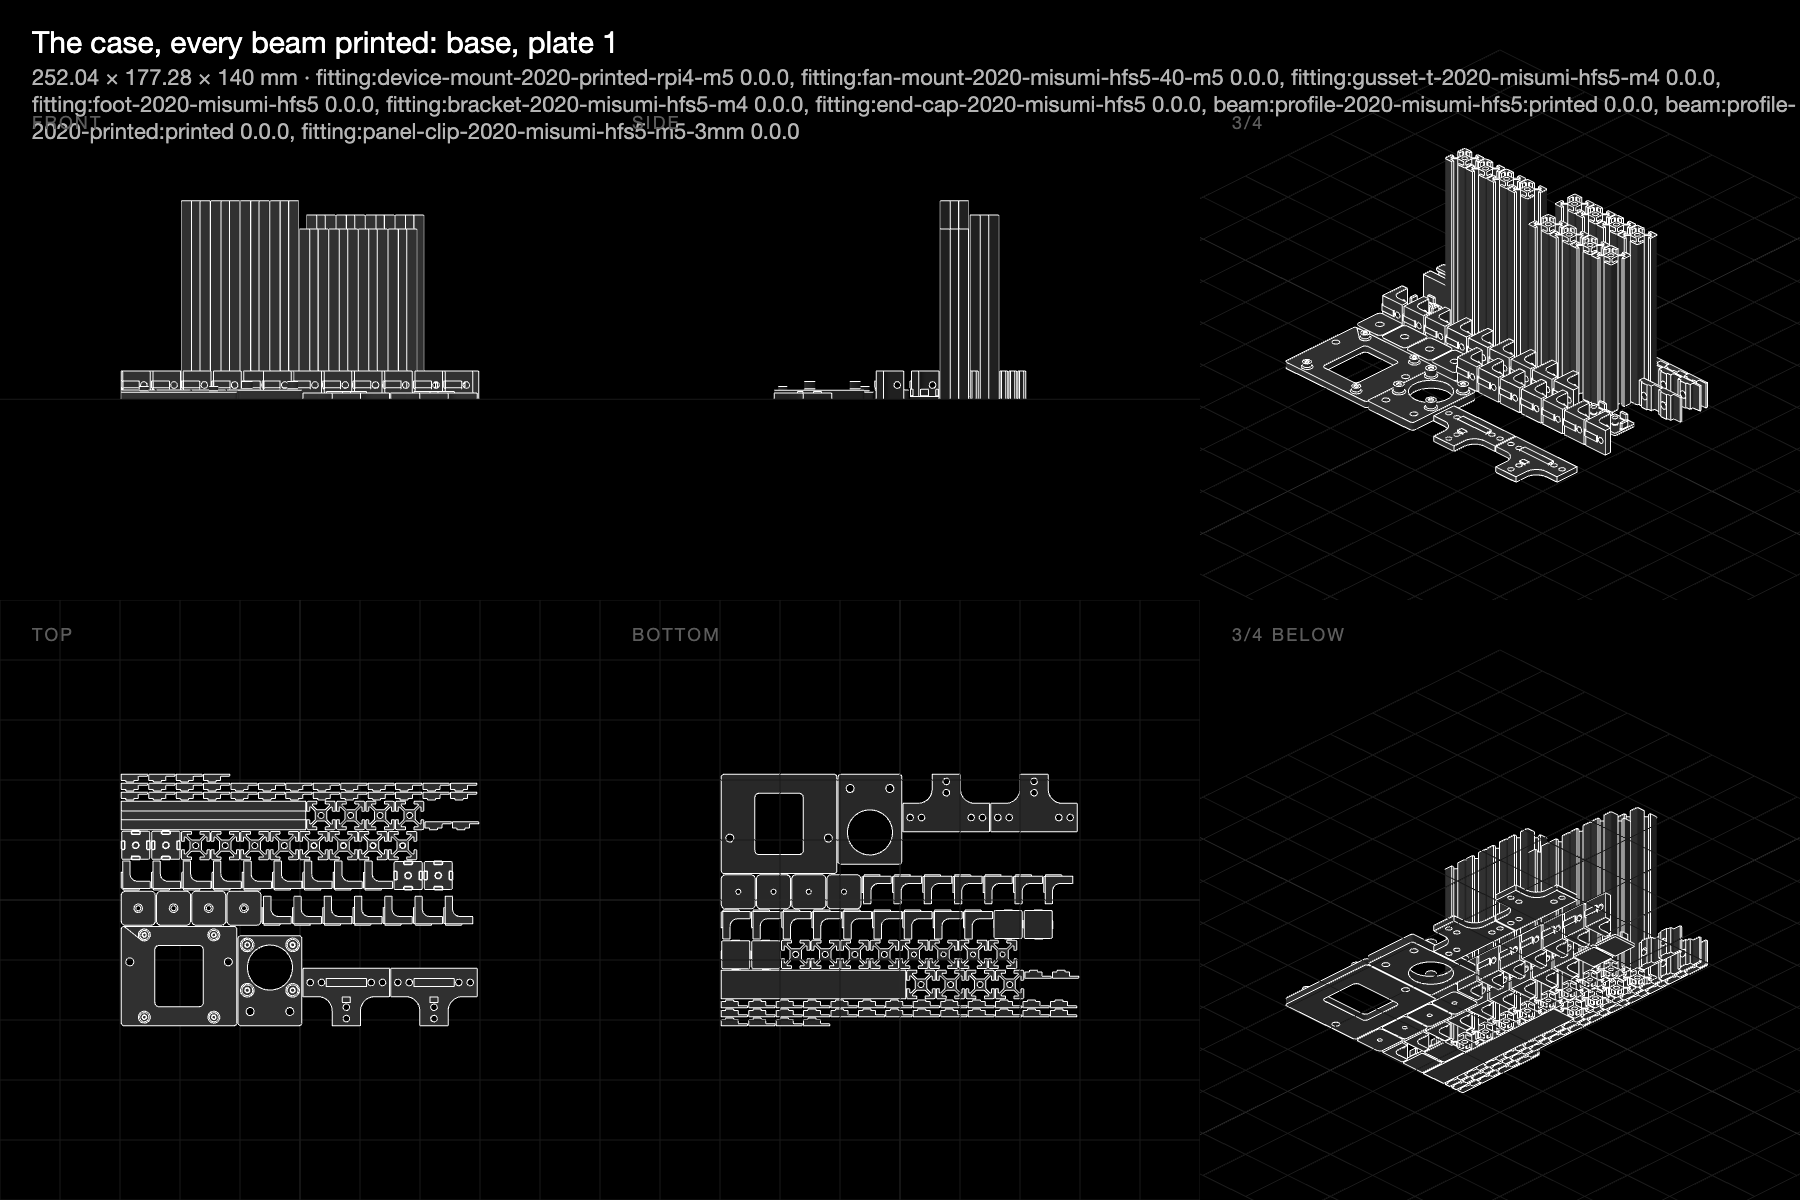 The case, every beam printed: base, plate 1
252.04 × 177.28 × 140 mm · fitting:device-mount-2020-printed-rpi4-m5 0.0.0, fitting:fan-mount-2020-misumi-hfs5-40-m5 0.0.0, fitting:gusset-t-2020-misumi-hfs5-m4 0.0.0,
fitting:foot-2020-misumi-hfs5 0.0.0, fitting:bracket-2020-misumi-hfs5-m4 0.0.0, fitting:end-cap-2020-misumi-hfs5 0.0.0, beam:profile-2020-misumi-hfs5:printed 0.0.0, beam:profile-
2020-printed:printed 0.0.0, fitting:panel-clip-2020-misumi-hfs5-m5-3mm 0.0.0
FRONT
SIDE
3/4
TOP
BOTTOM
3/4 BELOW